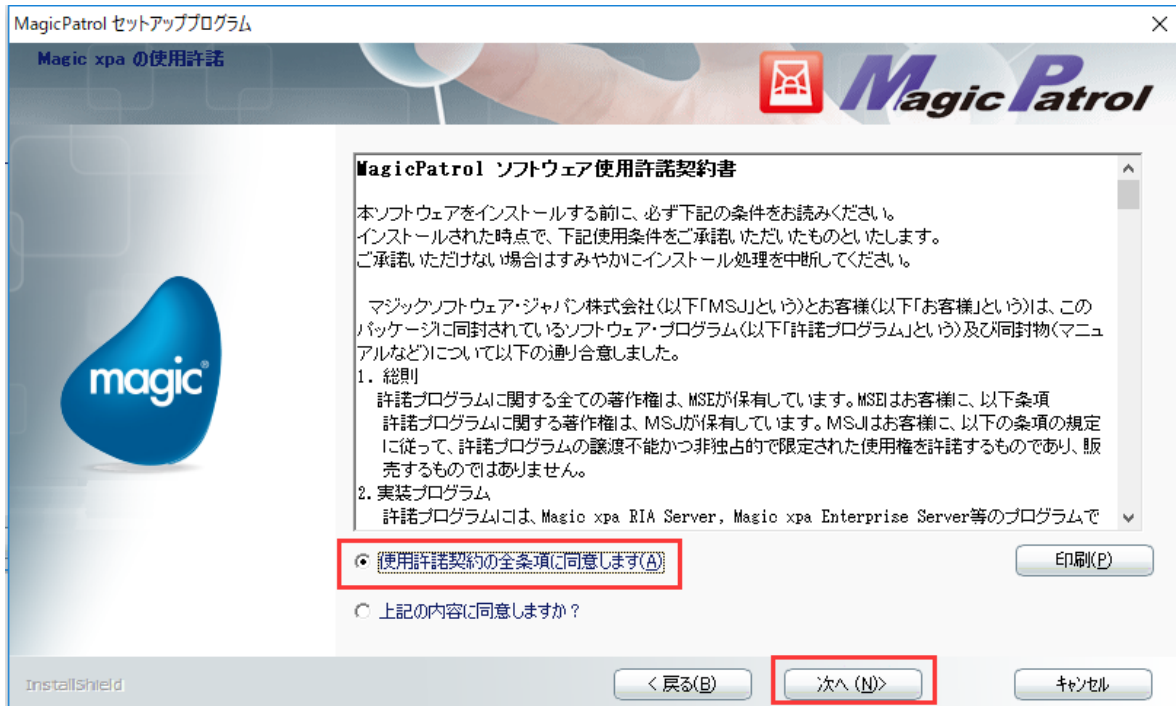 MagicPatrol セットアッププログラム
Magic xpa の使用許諾
Magic Patrol
MagicPatrol ソフトウェア使用許諾契約書
本ソフトウェアをインストールする前に、必ず下記の条件をお読みください。
インストールされた時点で、下記使用条件をご承諾いただいたものといたします。
ご承諾いただけない場合はすみやかにインストール処理を中断してください。
マジックソフトウェア・ジャパン株式会社(以下「MSJ」という)とお客様(以下「お客様」という)は、この
パッケージに同封されているソフトウェア・プログラム(以下「許諾プログラム」という)及び同封物(マニュ
アルなど)について以下の通り合意しました。
1. 総則
許諾プログラムに関する全ての著作権は、MSEが保有しています。MSEはお客様に、以下条項
許諾プログラムに関する著作権は、MSJが保有しています。MSJはお客様に、以下の条項の規定
に従って、許諾プログラムの譲渡不能かつ非独占的で限定された使用権を許諾するものであり、販
売するものではありません。
2. 実装プログラム
許諾プログラムには、Magic xpa RIA Server, Magic xpa Enterprise Server等のプログラムで
magic®
使用許諾契約の全条項に同意します(A)
印刷(P)
上記の内容に同意しますか?
InstallShield
< 戻る(B)
次へ (N)>
キャンセル